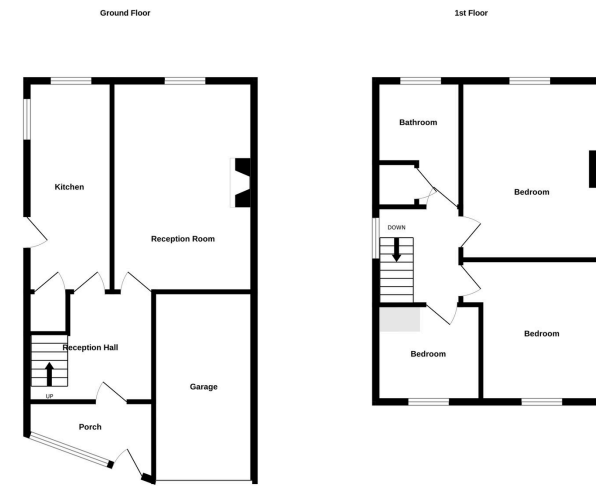 Ground Floor
Kitchen
Reception Room
Reception Hall
UP
Garage
Porch
1st Floor
Bathroom
Bedroom
DOWN
Bedroom
Bedroom